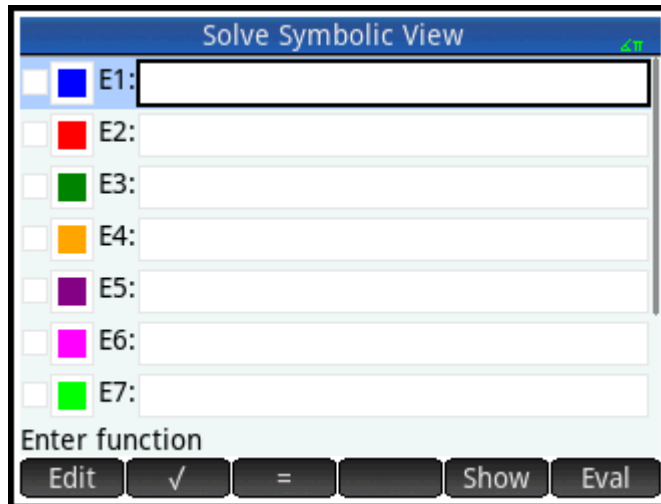 Solve Symbolic View ∡π
E1:
E2:
E3:
E4:
E5:
E6:
E7:
Enter function
Edit √ = Show Eval